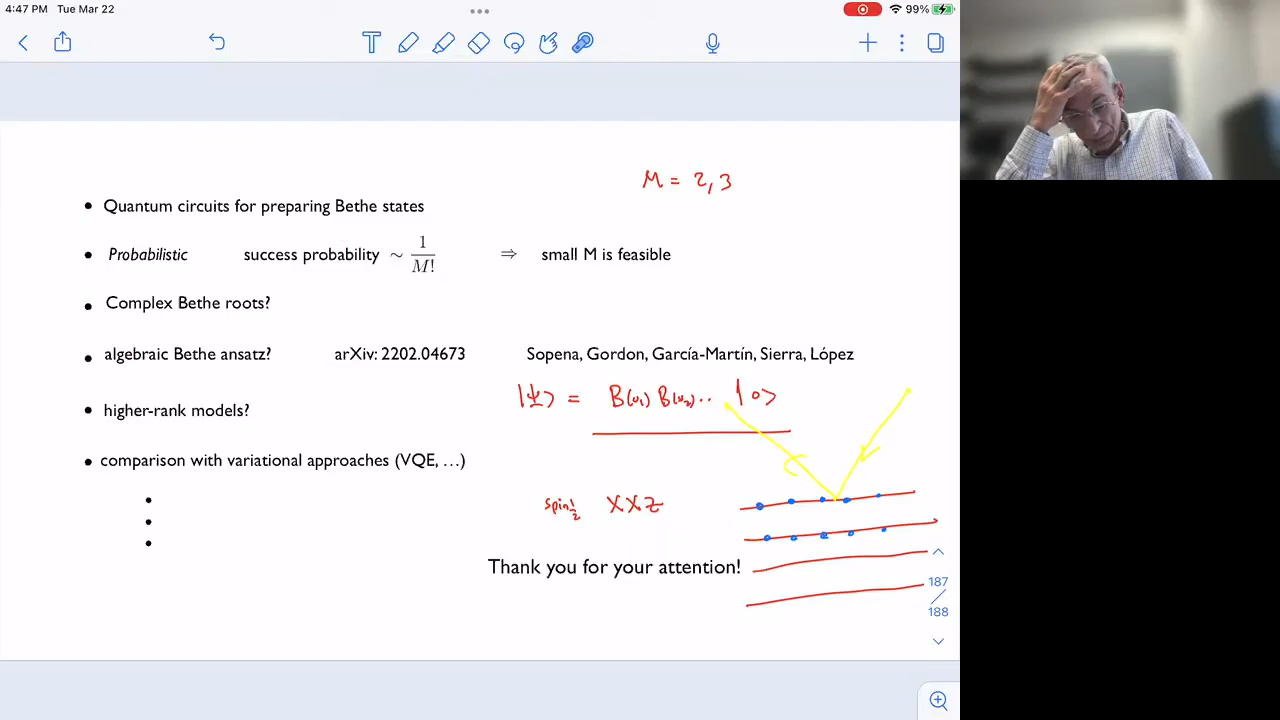 4:47 PM Tue Mar 22
99%
M = 2, 3
• Quantum circuits for preparing Bethe states
• Probabilistic success probability ∼ 1/M! ⇒ small M is feasible
• Complex Bethe roots?
• algebraic Bethe ansatz? arXiv: 2202.04673 Sopena, Gordon, García-Martín, Sierra, López
|Ψ⟩ = B(u₁) B(u₂) .. |0⟩
• higher-rank models?
• comparison with variational approaches (VQE, …)
spin ½ XXZ
Thank you for your attention!
187
188